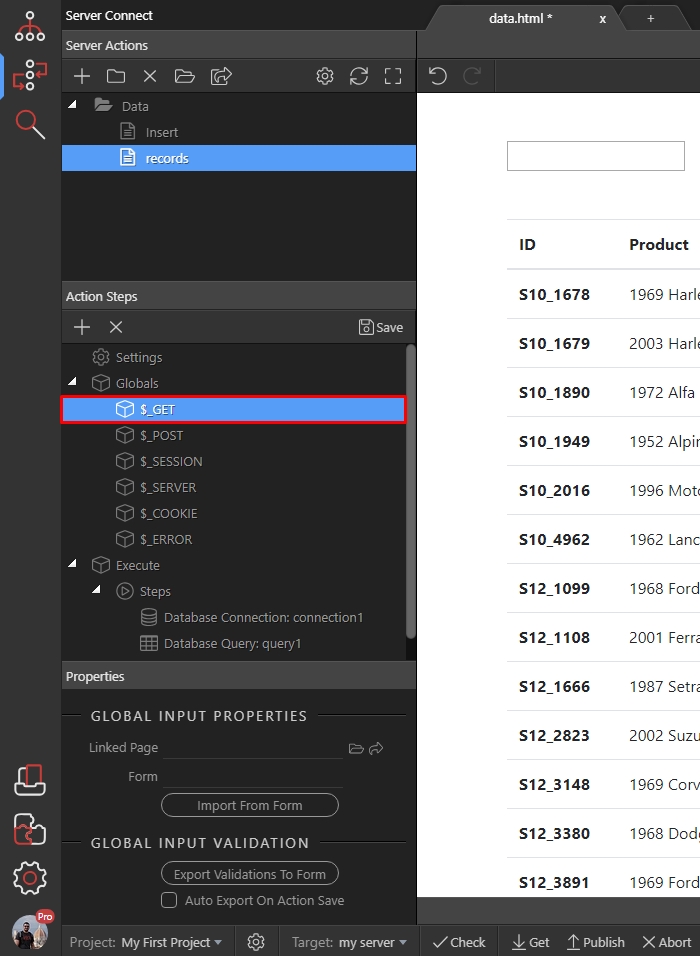 Server Connect
data.html * x +
Server Actions
Data
Insert
records
Action Steps
Save
Settings
Globals
$_GET
$_POST
$_SESSION
$_SERVER
$_COOKIE
$_ERROR
Execute
Steps
Database Connection: connection1
Database Query: query1
Properties
GLOBAL INPUT PROPERTIES
Linked Page
Form
Import From Form
GLOBAL INPUT VALIDATION
Export Validations To Form
Auto Export On Action Save
ID Product
S10_1678 1969 Harle
S10_1679 2003 Harle
S10_1890 1972 Alfa
S10_1949 1952 Alpin
S10_2016 1996 Moto
S10_4962 1962 Lanc
S12_1099 1968 Ford
S12_1108 2001 Ferra
S12_1666 1987 Setra
S12_2823 2002 Suzu
S12_3148 1969 Corv
S12_3380 1968 Dodg
S12_3891 1969 Ford
Pro
Project: My First Project Target: my server Check Get Publish Abort